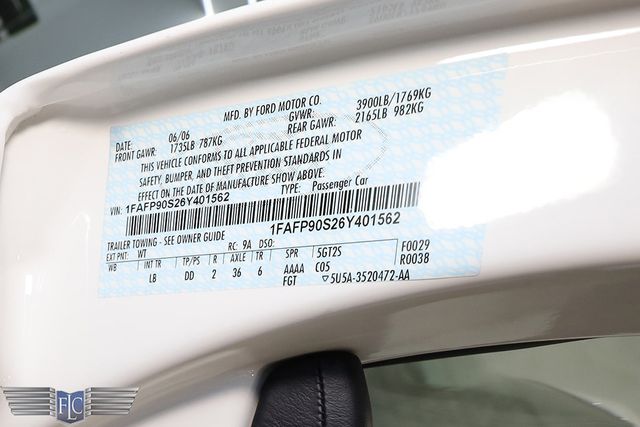 MFD. BY FORD MOTOR CO.
DATE: 06/06 GVWR: 3900LB/1769KG
FRONT GAWR: 1735LB 787KG REAR GAWR: 2165LB 982KG
THIS VEHICLE CONFORMS TO ALL APPLICABLE FEDERAL MOTOR
SAFETY, BUMPER, AND THEFT PREVENTION STANDARDS IN
EFFECT ON THE DATE OF MANUFACTURE SHOW ABOVE.
VIN: 1FAFP90S26Y401562 TYPE: Passenger Car
1FAFP90S26Y401562
TRAILER TOWING - SEE OWNER GUIDE
EXT PNT: WT RC: 9A DSO: F0029
WB INT TR TP/PS R AXLE TR SPR 5GT2S R0038
LB DD 2 36 6 AAAA C05
FGT ▽5U5A-3520472-AA
FLC